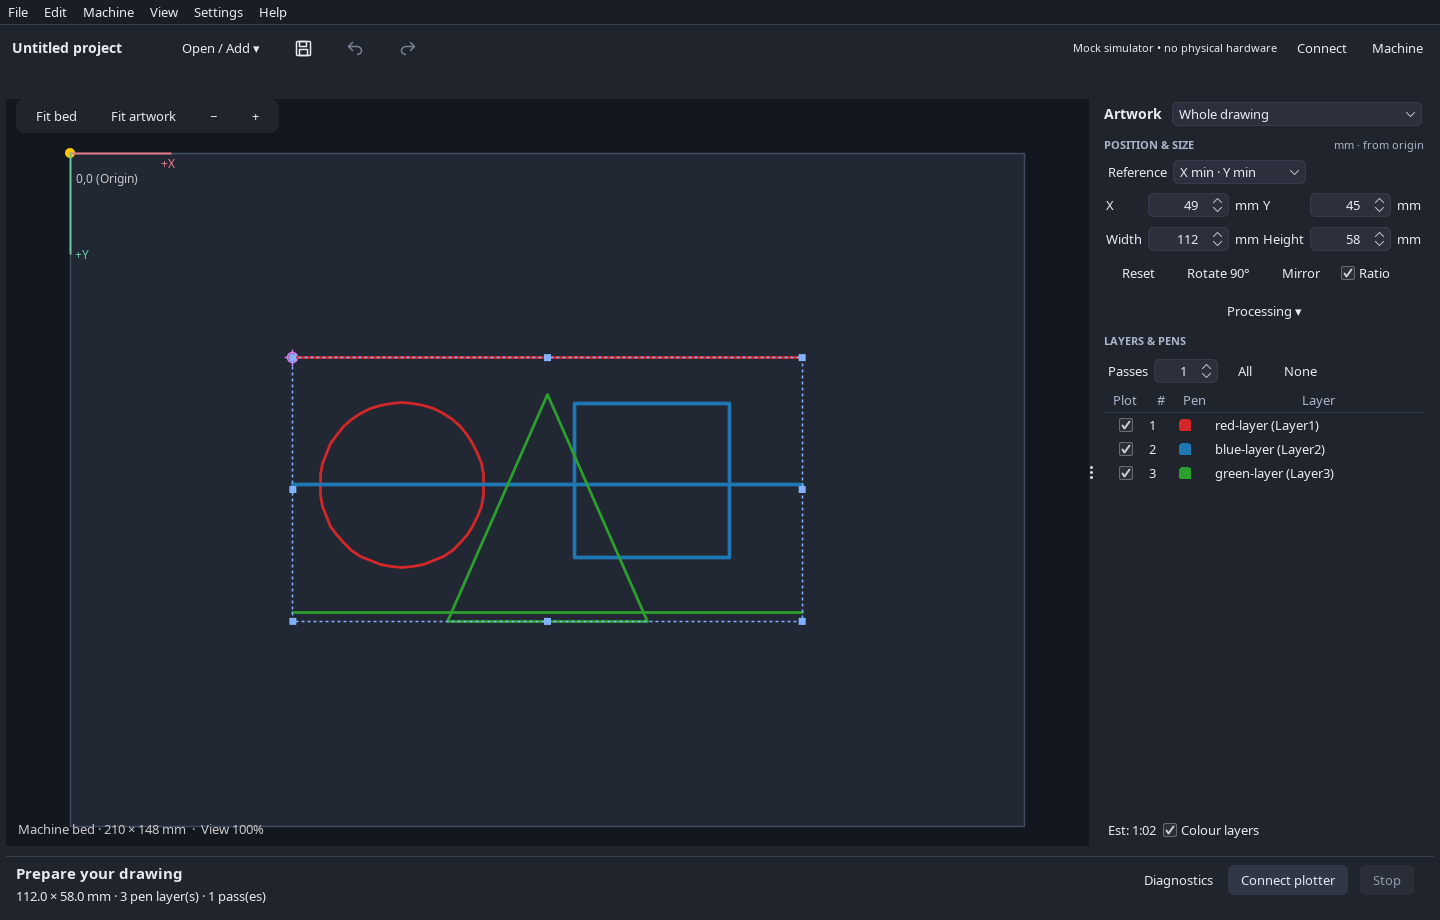 File Edit Machine View Settings Help
Untitled project Open / Add ▾ Mock simulator • no physical hardware Connect Machine
Fit bed Fit artwork − +
+X
0,0 (Origin)
+Y
Machine bed · 210 × 148 mm · View 100%
Artwork Whole drawing
POSITION & SIZE mm · from origin
Reference X min · Y min
X 49 mm Y 45 mm
Width 112 mm Height 58 mm
Reset Rotate 90° Mirror Ratio
Processing ▾
LAYERS & PENS
Passes 1 All None
Plot # Pen Layer
1 red-layer (Layer1)
2 blue-layer (Layer2)
3 green-layer (Layer3)
Est: 1:02 Colour layers
Prepare your drawing
112.0 × 58.0 mm · 3 pen layer(s) · 1 pass(es)
Diagnostics Connect plotter Stop